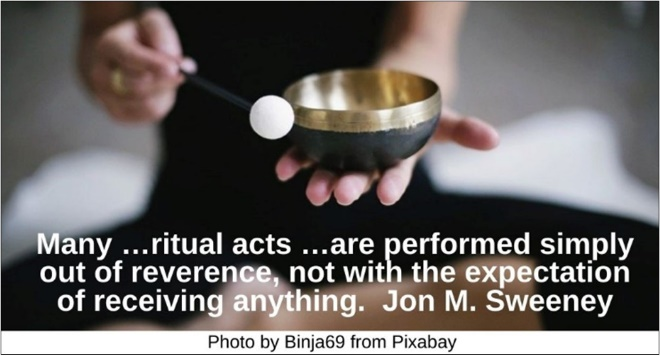 Many ...ritual acts ...are performed simply
out of reverence, not with the expectation
of receiving anything.  Jon M. Sweeney
Photo by Binja69 from Pixabay